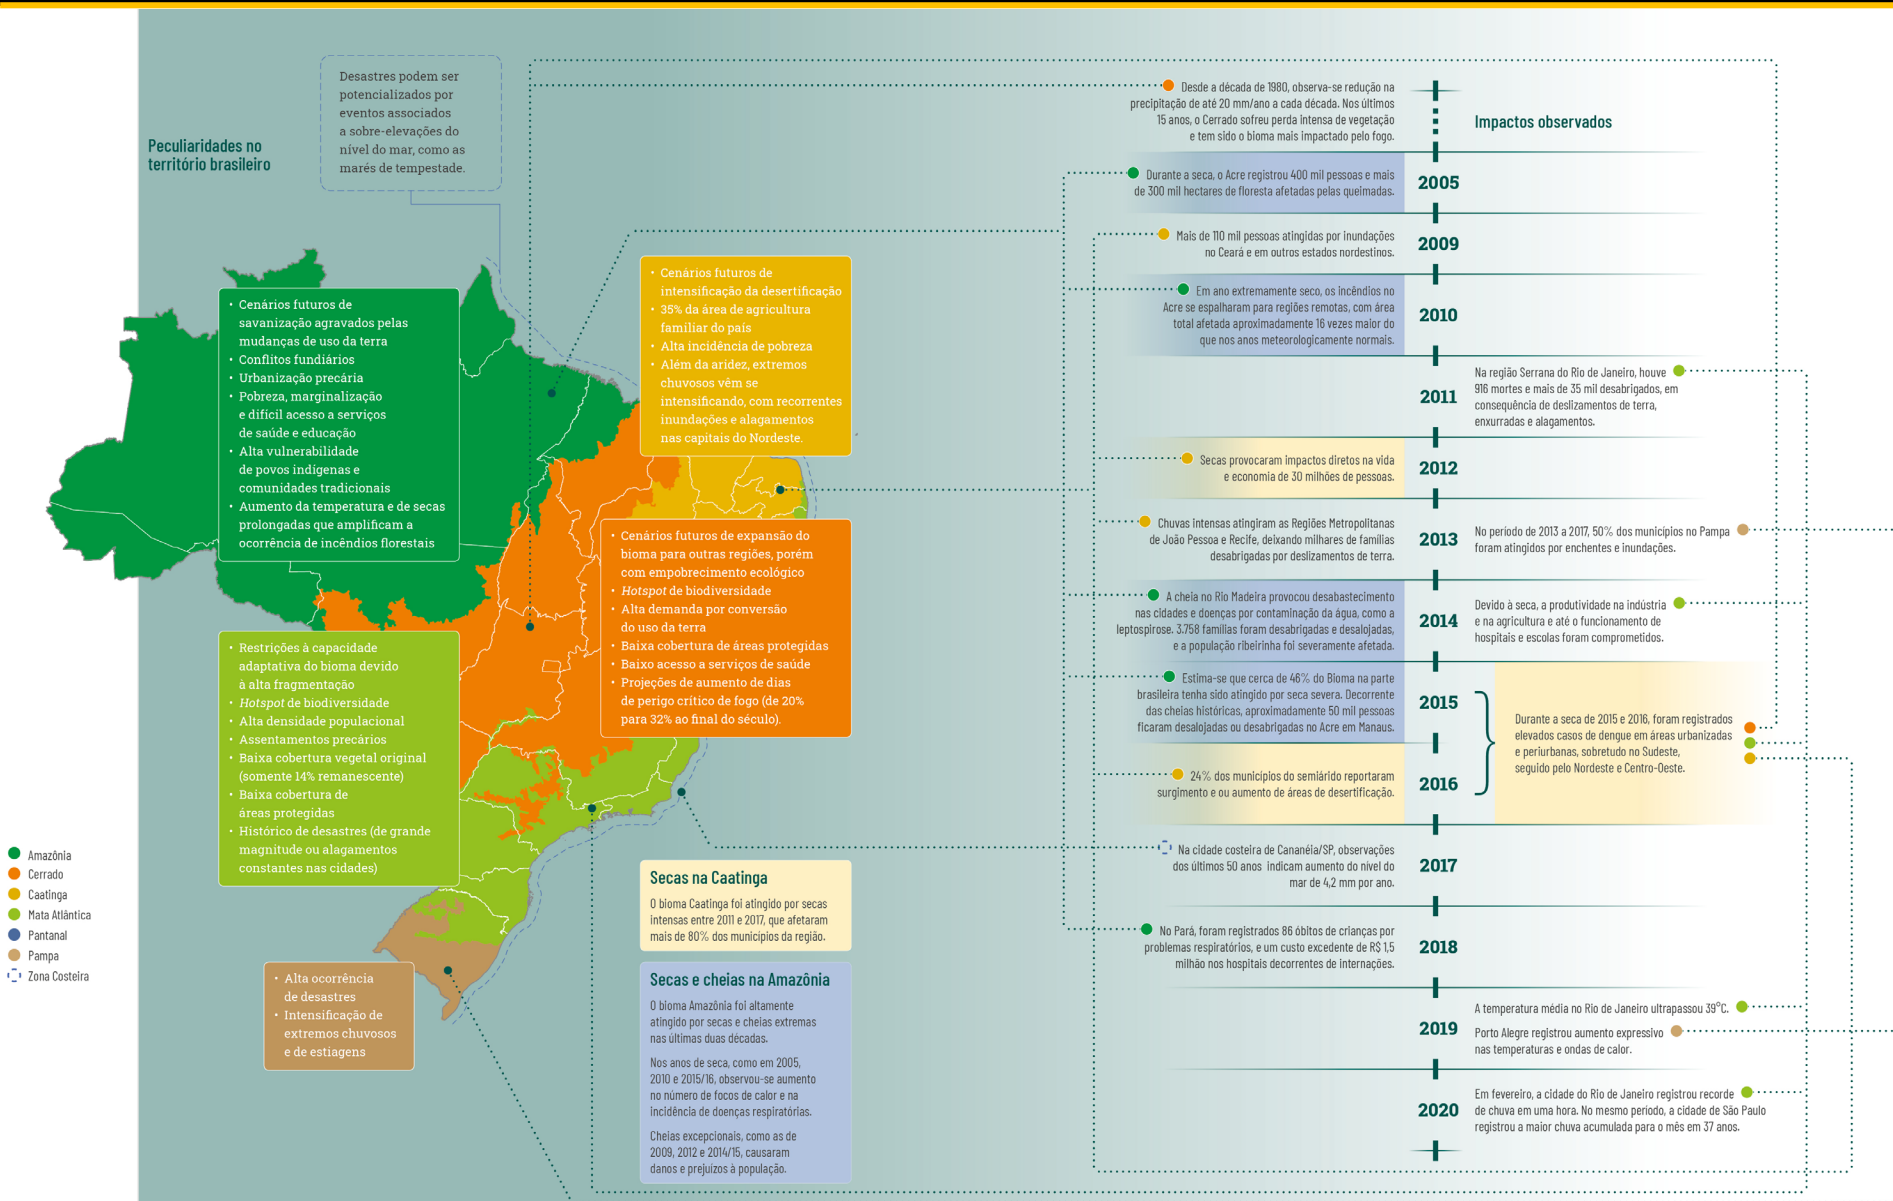 Peculiaridades no
território brasileiro
Desastres podem ser
potencializados por
eventos associados
a sobre-elevações do
nível do mar, como as
marés de tempestade.
• Cenários futuros de
savanização agravados pelas
mudanças de uso da terra
• Conflitos fundiários
• Urbanização precária
• Pobreza, marginalização
e difícil acesso a serviços
de saúde e educação
• Alta vulnerabilidade
de povos indígenas e
comunidades tradicionais
• Aumento da temperatura e de secas
prolongadas que amplificam a
ocorrência de incêndios florestais
• Cenários futuros de
intensificação da desertificação
• 35% da área de agricultura
familiar do país
• Alta incidência de pobreza
• Além da aridez, extremos
chuvosos vêm se
intensificando, com recorrentes
inundações e alagamentos
nas capitais do Nordeste.
• Cenários futuros de expansão do
bioma para outras regiões, porém
com empobrecimento ecológico
• Hotspot de biodiversidade
• Alta demanda por conversão
do uso da terra
• Baixa cobertura de áreas protegidas
• Baixo acesso a serviços de saúde
• Projeções de aumento de dias
de perigo crítico de fogo (de 20%
para 32% ao final do século).
• Restrições à capacidade
adaptativa do bioma devido
à alta fragmentação
• Hotspot de biodiversidade
• Alta densidade populacional
• Assentamentos precários
• Baixa cobertura vegetal original
(somente 14% remanescente)
• Baixa cobertura de
áreas protegidas
• Histórico de desastres (de grande
magnitude ou alagamentos
constantes nas cidades)
• Alta ocorrência
de desastres
• Intensificação de
extremos chuvosos
e de estiagens
Amazônia
Cerrado
Caatinga
Mata Atlântica
Pantanal
Pampa
Zona Costeira
Secas na Caatinga
O bioma Caatinga foi atingido por secas
intensas entre 2011 e 2017, que afetaram
mais de 80% dos municípios da região.
Secas e cheias na Amazônia
O bioma Amazônia foi altamente
atingido por secas e cheias extremas
nas últimas duas décadas.
Nos anos de seca, como em 2005,
2010 e 2015/16, observou-se aumento
no número de focos de calor e na
incidência de doenças respiratórias.
Cheias excepcionais, como as de
2009, 2012 e 2014/15, causaram
danos e prejuízos à população.
Impactos observados
Desde a década de 1980, observa-se redução na
precipitação de até 20 mm/ano a cada década. Nos últimos
15 anos, o Cerrado sofreu perda intensa de vegetação
e tem sido o bioma mais impactado pelo fogo.
2005
Durante a seca, o Acre registrou 400 mil pessoas e mais
de 300 mil hectares de floresta afetadas pelas queimadas.
2009
Mais de 110 mil pessoas atingidas por inundações
no Ceará e em outros estados nordestinos.
2010
Em ano extremamente seco, os incêndios no
Acre se espalharam para regiões remotas, com área
total afetada aproximadamente 16 vezes maior do
que nos anos meteorologicamente normais.
2011
Na região Serrana do Rio de Janeiro, houve
916 mortes e mais de 35 mil desabrigados, em
consequência de deslizamentos de terra,
enxurradas e alagamentos.
2012
Secas provocaram impactos diretos na vida
e economia de 30 milhões de pessoas.
2013
Chuvas intensas atingiram as Regiões Metropolitanas
de João Pessoa e Recife, deixando milhares de famílias
desabrigadas por deslizamentos de terra.
No período de 2013 a 2017, 50% dos municípios no Pampa
foram atingidos por enchentes e inundações.
2014
A cheia no Rio Madeira provocou desabastecimento
nas cidades e doenças por contaminação da água, como a
leptospirose. 3.758 famílias foram desabrigadas e desalojadas,
e a população ribeirinha foi severamente afetada.
Devido à seca, a produtividade na indústria
e na agricultura e até o funcionamento de
hospitais e escolas foram comprometidos.
2015
Estima-se que cerca de 46% do Bioma na parte
brasileira tenha sido atingido por seca severa. Decorrente
das cheias históricas, aproximadamente 50 mil pessoas
ficaram desalojadas ou desabrigadas no Acre em Manaus.
Durante a seca de 2015 e 2016, foram registrados
elevados casos de dengue em áreas urbanizadas
e periurbanas, sobretudo no Sudeste,
seguido pelo Nordeste e Centro-Oeste.
2016
24% dos municípios do semiárido reportaram
surgimento e ou aumento de áreas de desertificação.
2017
Na cidade costeira de Cananéia/SP, observações
dos últimos 50 anos indicam aumento do nível do
mar de 4,2 mm por ano.
2018
No Pará, foram registrados 86 óbitos de crianças por
problemas respiratórios, e um custo excedente de R$ 1,5
milhão nos hospitais decorrentes de internações.
2019
A temperatura média no Rio de Janeiro ultrapassou 39°C.
Porto Alegre registrou aumento expressivo
nas temperaturas e ondas de calor.
2020
Em fevereiro, a cidade do Rio de Janeiro registrou recorde
de chuva em uma hora. No mesmo período, a cidade de São Paulo
registrou a maior chuva acumulada para o mês em 37 anos.